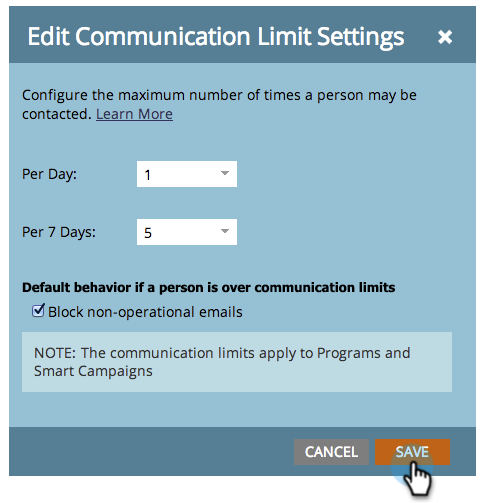 Edit Communication Limit Settings
Configure the maximum number of times a person may be
contacted. Learn More
Per Day: 1
Per 7 Days: 5
Default behavior if a person is over communication limits
Block non-operational emails
NOTE: The communication limits apply to Programs and
Smart Campaigns
CANCEL SAVE